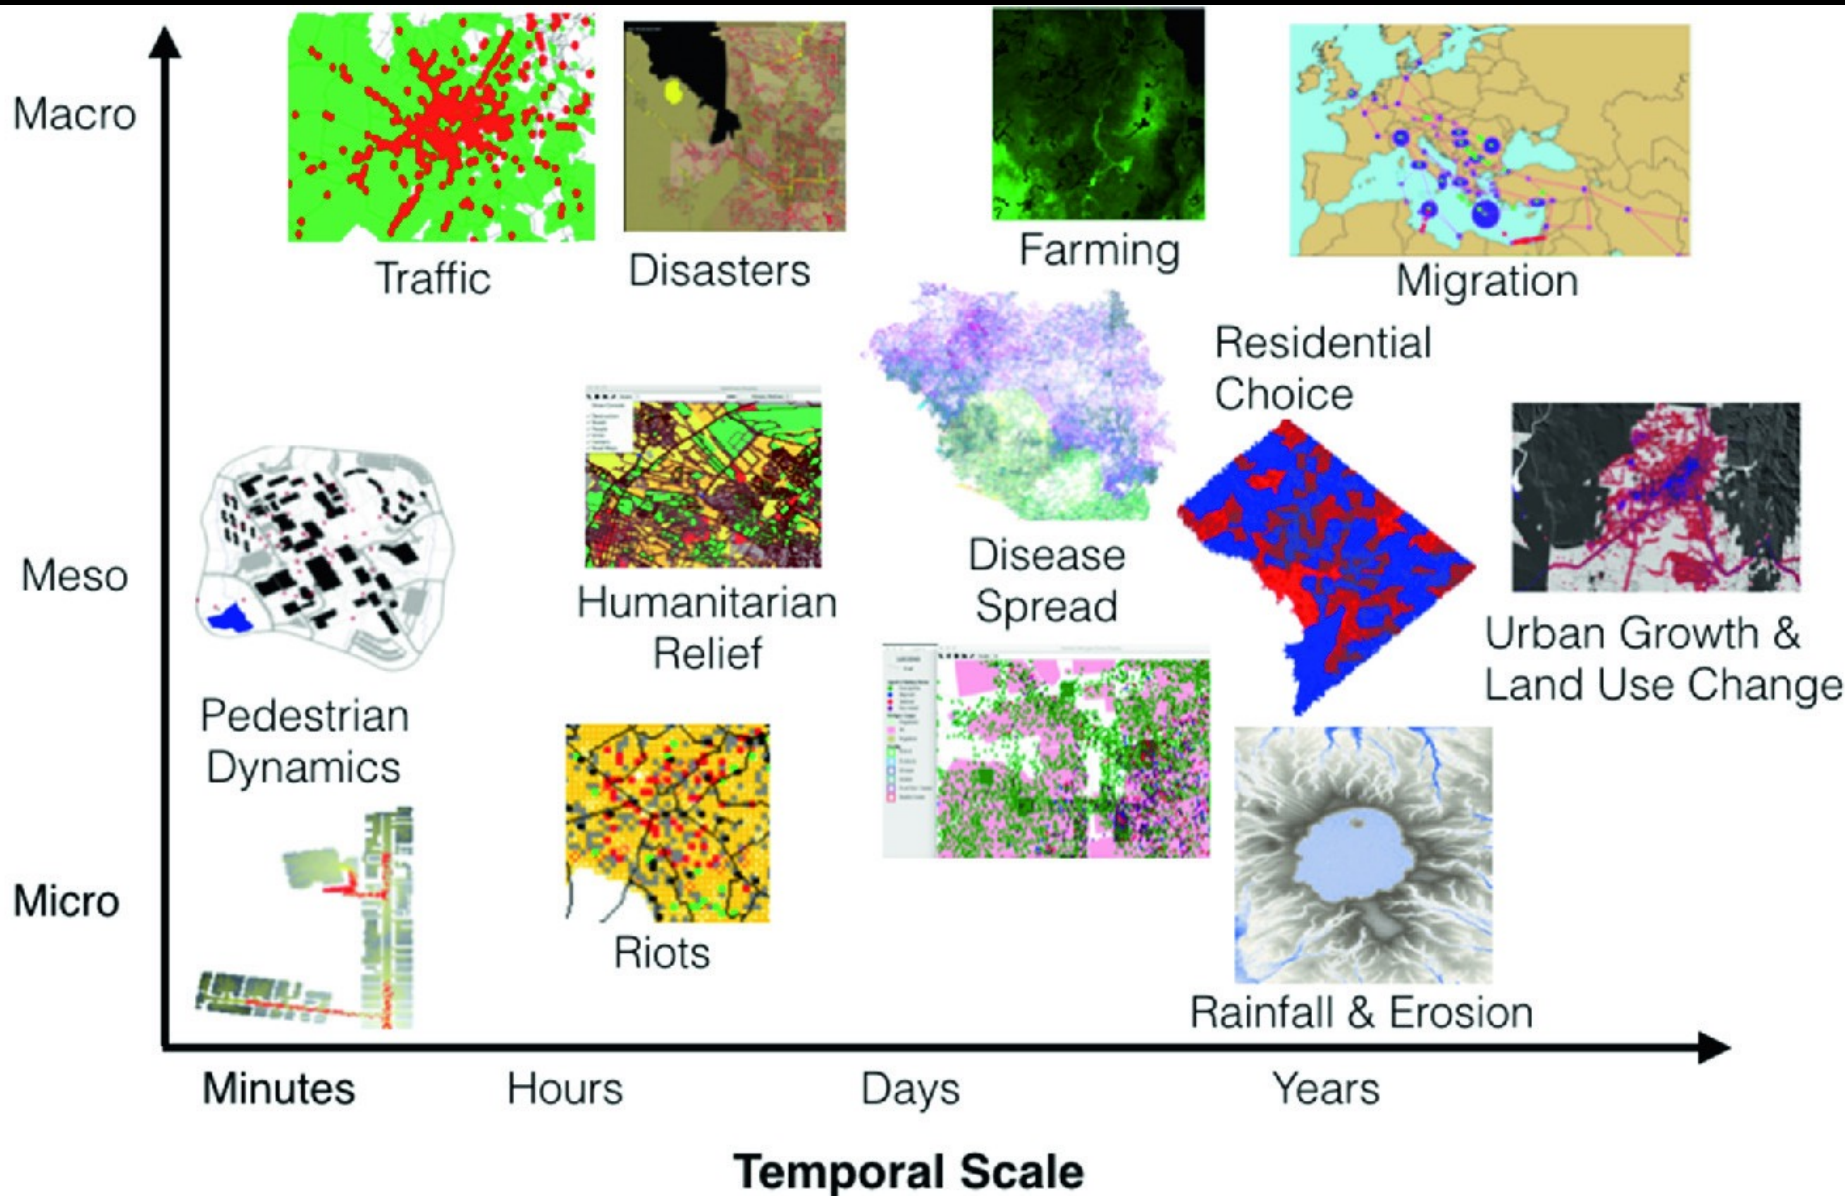 Macro
Traffic
Disasters
Farming
Migration
Residential
Choice
Meso
Humanitarian
Relief
Disease
Spread
Urban Growth &
Land Use Change
Pedestrian
Dynamics
Micro
Riots
Rainfall & Erosion
Minutes
Hours
Days
Years
Temporal Scale